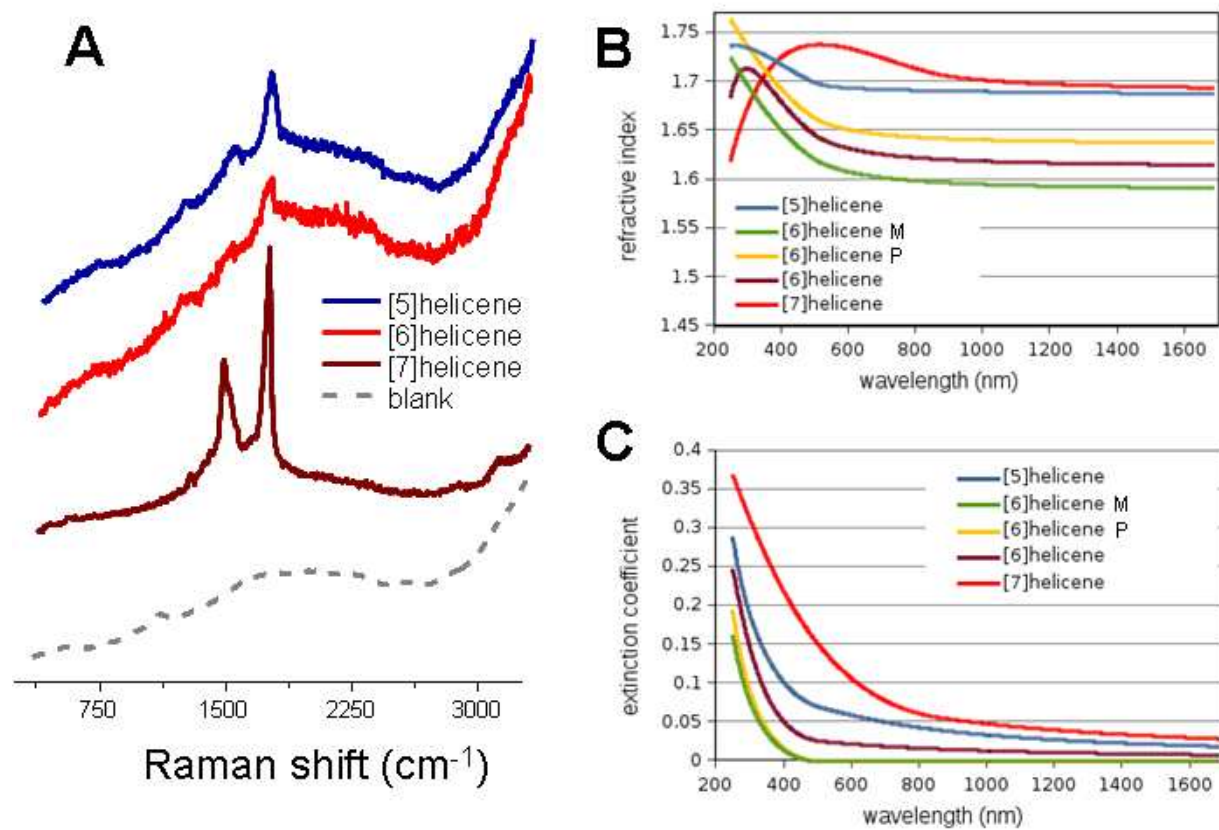 A
[5]helicene
[6]helicene
[7]helicene
blank
750 1500 2250 3000
Raman shift (cm-1)
B
1.75
1.7
1.65
1.6
1.55
1.5
1.45
refractive index
[5]helicene
[6]helicene M
[6]helicene P
[6]helicene
[7]helicene
200 400 600 800 1000 1200 1400 1600
wavelength (nm)
C
0.4
0.35
0.3
0.25
0.2
0.15
0.1
0.05
0
extinction coefficient
[5]helicene
[6]helicene M
[6]helicene P
[6]helicene
[7]helicene
200 400 600 800 1000 1200 1400 1600
wavelength (nm)